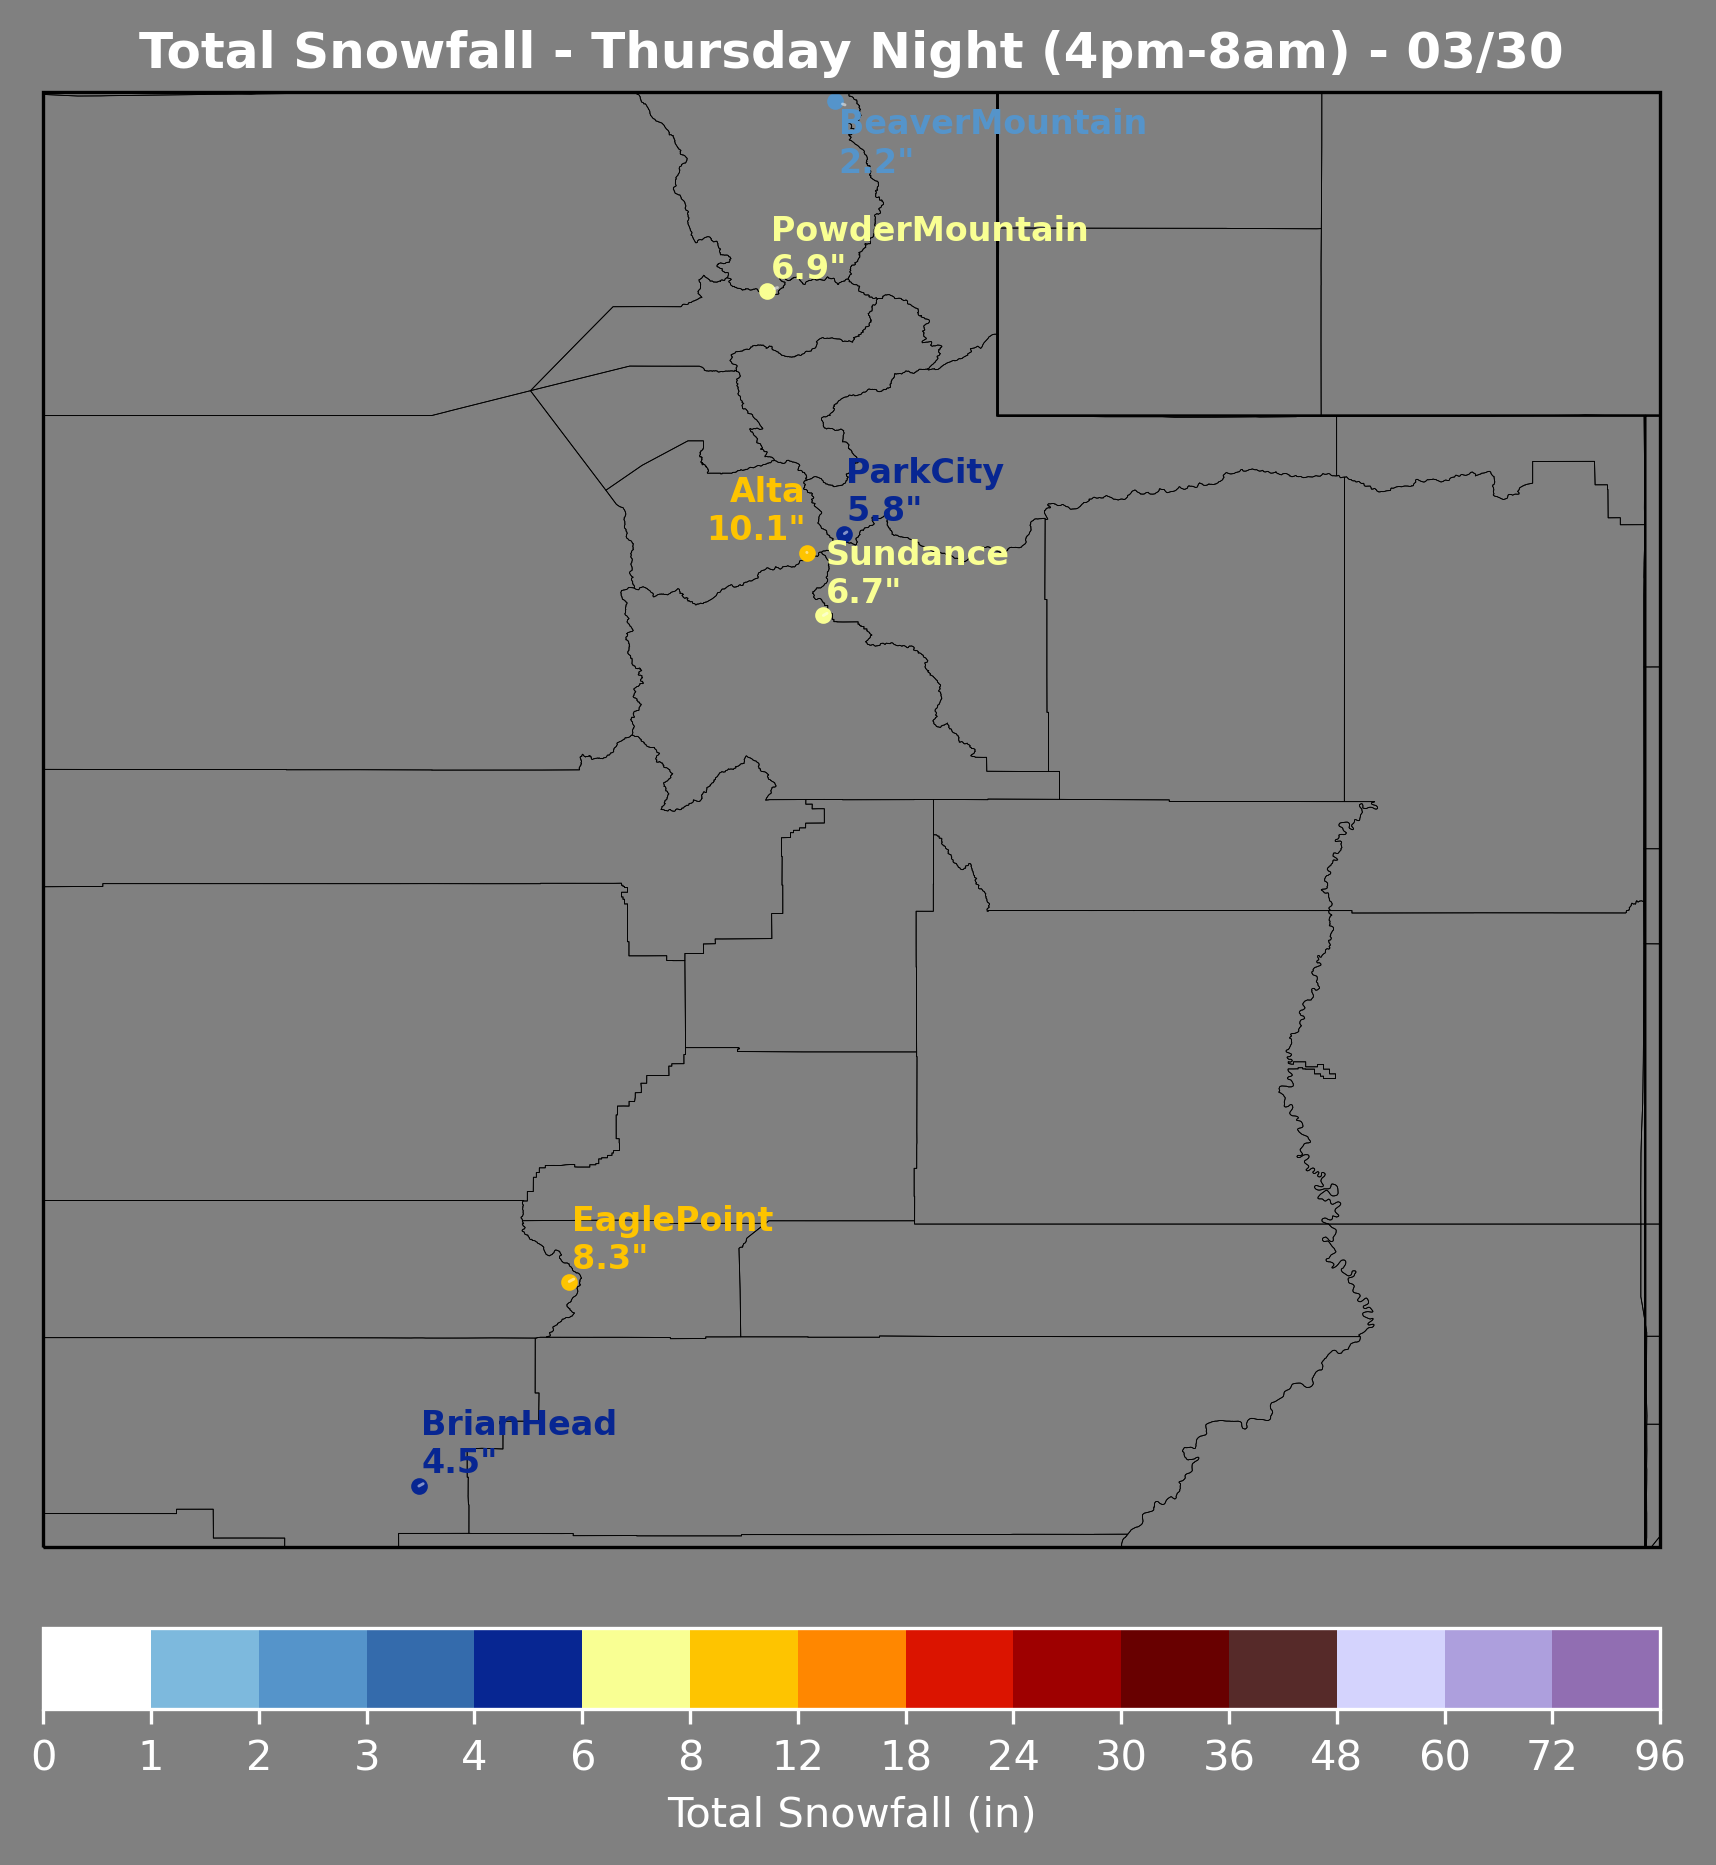 Total Snowfall - Thursday Night (4pm-8am) - 03/30
BeaverMountain
2.2"
PowderMountain
6.9"
ParkCity
5.8"
Alta
10.1"
Sundance
6.7"
EaglePoint
8.3"
BrianHead
4.5"
0 1 2 3 4 6 8 12 18 24 30 36 48 60 72 96
Total Snowfall (in)